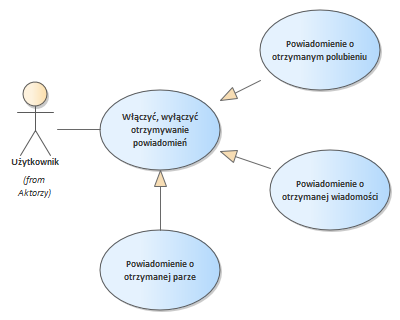 Powiadomienie o
otrzymanym polubieniu
Włączyć, wyłączyć
otrzymywanie
powiadomień
Użytkownik
(from
Aktorzy)
Powiadomienie o
otrzymanej wiadomości
Powiadomienie o
otrzymanej parze